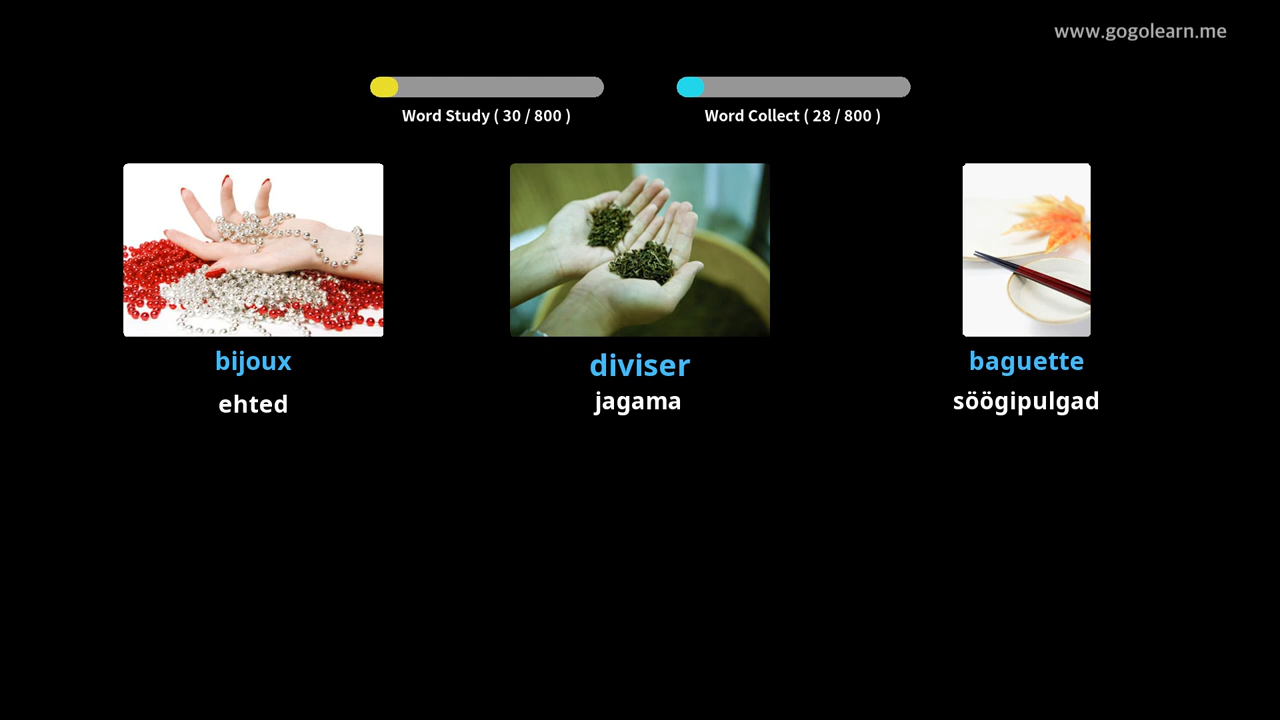 www.gogolearn.me
Word Study ( 30 / 800 )
Word Collect ( 28 / 800 )
bijoux
ehted
diviser
jagama
baguette
söögipulgad